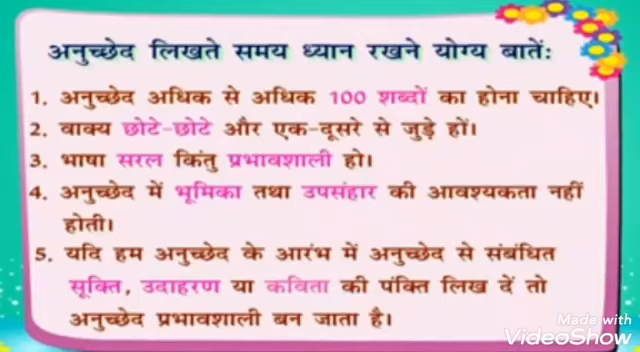 अनुच्छेद लिखते समय ध्यान रखने योग्य बातें:
1. अनुच्छेद अधिक से अधिक 100 शब्दों का होना चाहिए।
2. वाक्य छोटे-छोटे और एक-दूसरे से जुड़े हों।
3. भाषा सरल किंतु प्रभावशाली हो।
4. अनुच्छेद में भूमिका तथा उपसंहार की आवश्यकता नहीं
होती।
5. यदि हम अनुच्छेद के आरंभ में अनुच्छेद से संबंधित
सूक्ति, उदाहरण या कविता की पंक्ति लिख दें तो
अनुच्छेद प्रभावशाली बन जाता है।
Made with
VideoShow